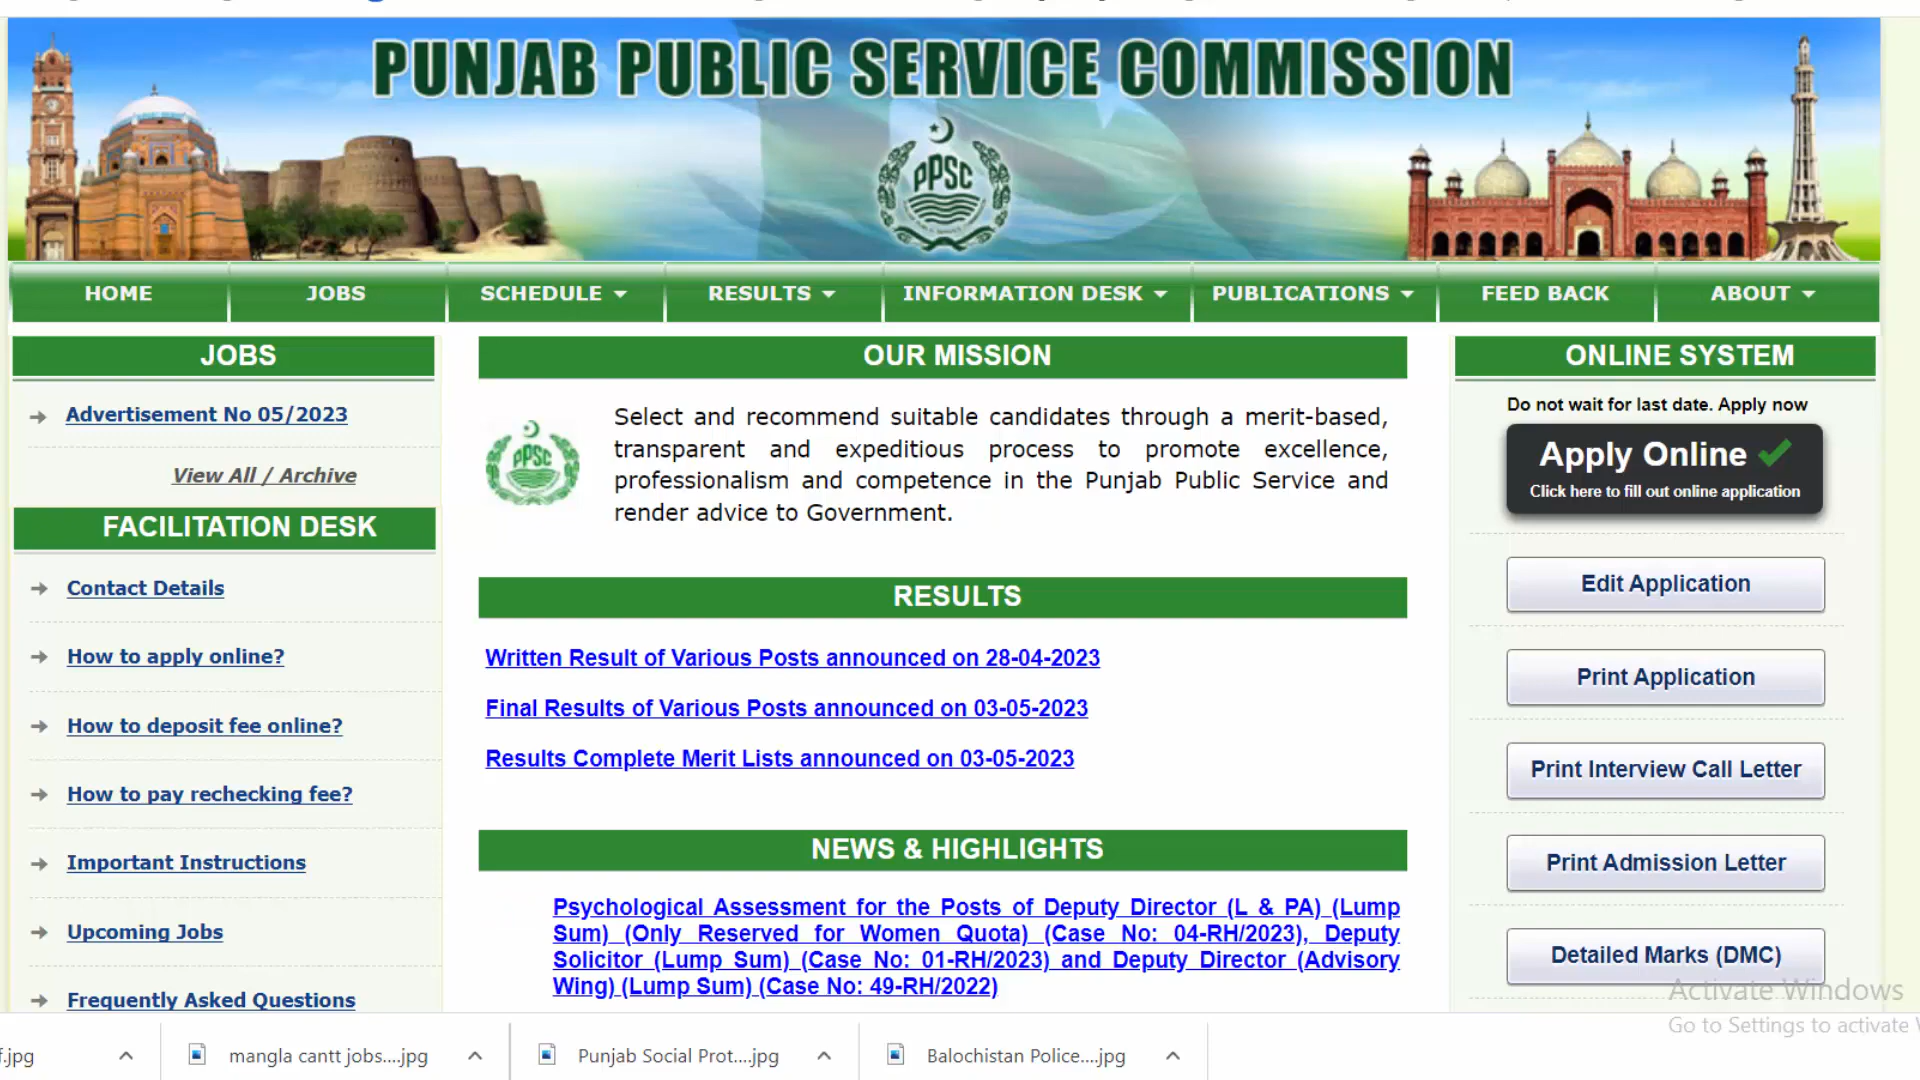 PUNJAB PUBLIC SERVICE COMMISSION
PPSC
HOME
JOBS
SCHEDULE
RESULTS
INFORMATION DESK
PUBLICATIONS
FEED BACK
ABOUT
JOBS
Advertisement No 05/2023
View All / Archive
FACILITATION DESK
Contact Details
How to apply online?
How to deposit fee online?
How to pay rechecking fee?
Important Instructions
Upcoming Jobs
Frequently Asked Questions
OUR MISSION
PPSC
Select and recommend suitable candidates through a merit-based,
transparent and expeditious process to promote excellence,
professionalism and competence in the Punjab Public Service and
render advice to Government.
RESULTS
Written Result of Various Posts announced on 28-04-2023
Final Results of Various Posts announced on 03-05-2023
Results Complete Merit Lists announced on 03-05-2023
NEWS & HIGHLIGHTS
Psychological Assessment for the Posts of Deputy Director (L & PA) (Lump
Sum) (Only Reserved for Women Quota) (Case No: 04-RH/2023), Deputy
Solicitor (Lump Sum) (Case No: 01-RH/2023) and Deputy Director (Advisory
Wing) (Lump Sum) (Case No: 49-RH/2022)
ONLINE SYSTEM
Do not wait for last date. Apply now
Apply Online
Click here to fill out online application
Edit Application
Print Application
Print Interview Call Letter
Print Admission Letter
Detailed Marks (DMC)
Activate Windows
Go to Settings to activate
f.jpg
mangla cantt jobs....jpg
Punjab Social Prot....jpg
Balochistan Police....jpg